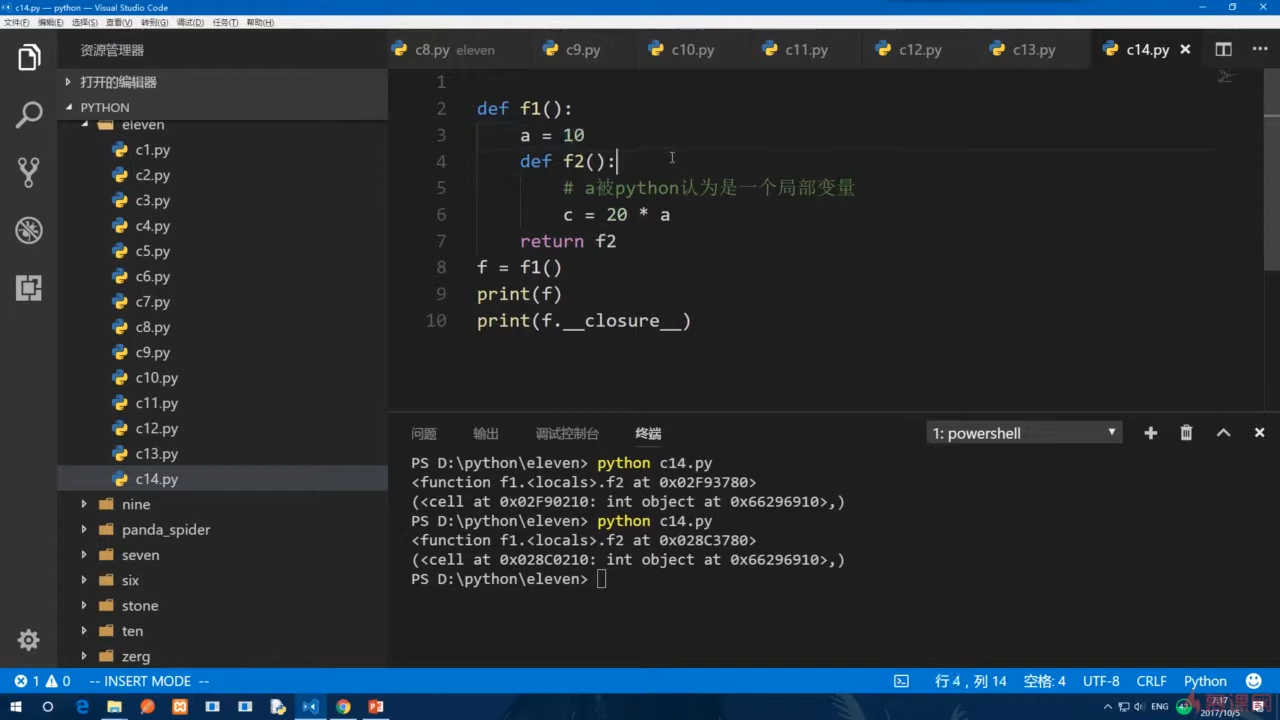 c14.py — python — Visual Studio Code
文件(F) 编辑(E) 选择(S) 查看(V) 转到(G) 调试(D) 任务(T) 帮助(H)
资源管理器
c8.py eleven c9.py c10.py c11.py c12.py c13.py c14.py
打开的编辑器
PYTHON
eleven
c1.py
c2.py
c3.py
c4.py
c5.py
c6.py
c7.py
c8.py
c9.py
c10.py
c11.py
c12.py
c13.py
c14.py
nine
panda_spider
seven
six
stone
ten
zerg
1
2 def f1():
3 a = 10
4 def f2():
5 # a被python认为是一个局部变量
6 c = 20 * a
7 return f2
8 f = f1()
9 print(f)
10 print(f.__closure__)
问题 输出 调试控制台 终端 1: powershell
PS D:\python\eleven> python c14.py
<function f1.<locals>.f2 at 0x02F93780>
(<cell at 0x02F90210: int object at 0x66296910>,)
PS D:\python\eleven> python c14.py
<function f1.<locals>.f2 at 0x028C3780>
(<cell at 0x028C0210: int object at 0x66296910>,)
PS D:\python\eleven>
1 0 -- INSERT MODE -- 行 4，列 14 空格: 4 UTF-8 CRLF Python
ENG 7:17
2017/10/5
慕课网